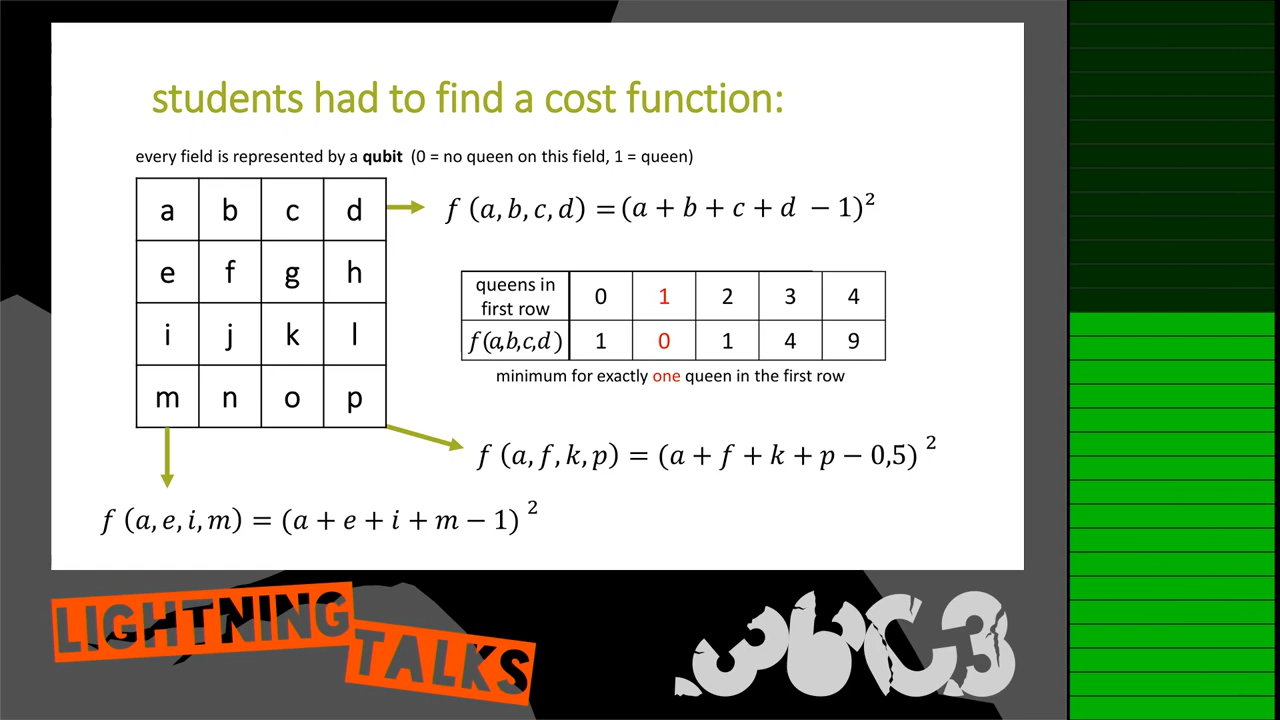 students had to find a cost function:
every field is represented by a qubit (0 = no queen on this field, 1 = queen)
a b c d
e f g h
i j k l
m n o p
f (a, b, c, d) = (a + b + c + d − 1)²
queens in first row 0 1 2 3 4
f(a,b,c,d) 1 0 1 4 9
minimum for exactly one queen in the first row
f (a, f, k, p) = (a + f + k + p − 0,5) ²
f (a, e, i, m) = (a + e + i + m − 1) ²
LIGHTNING
TALKS
36C3